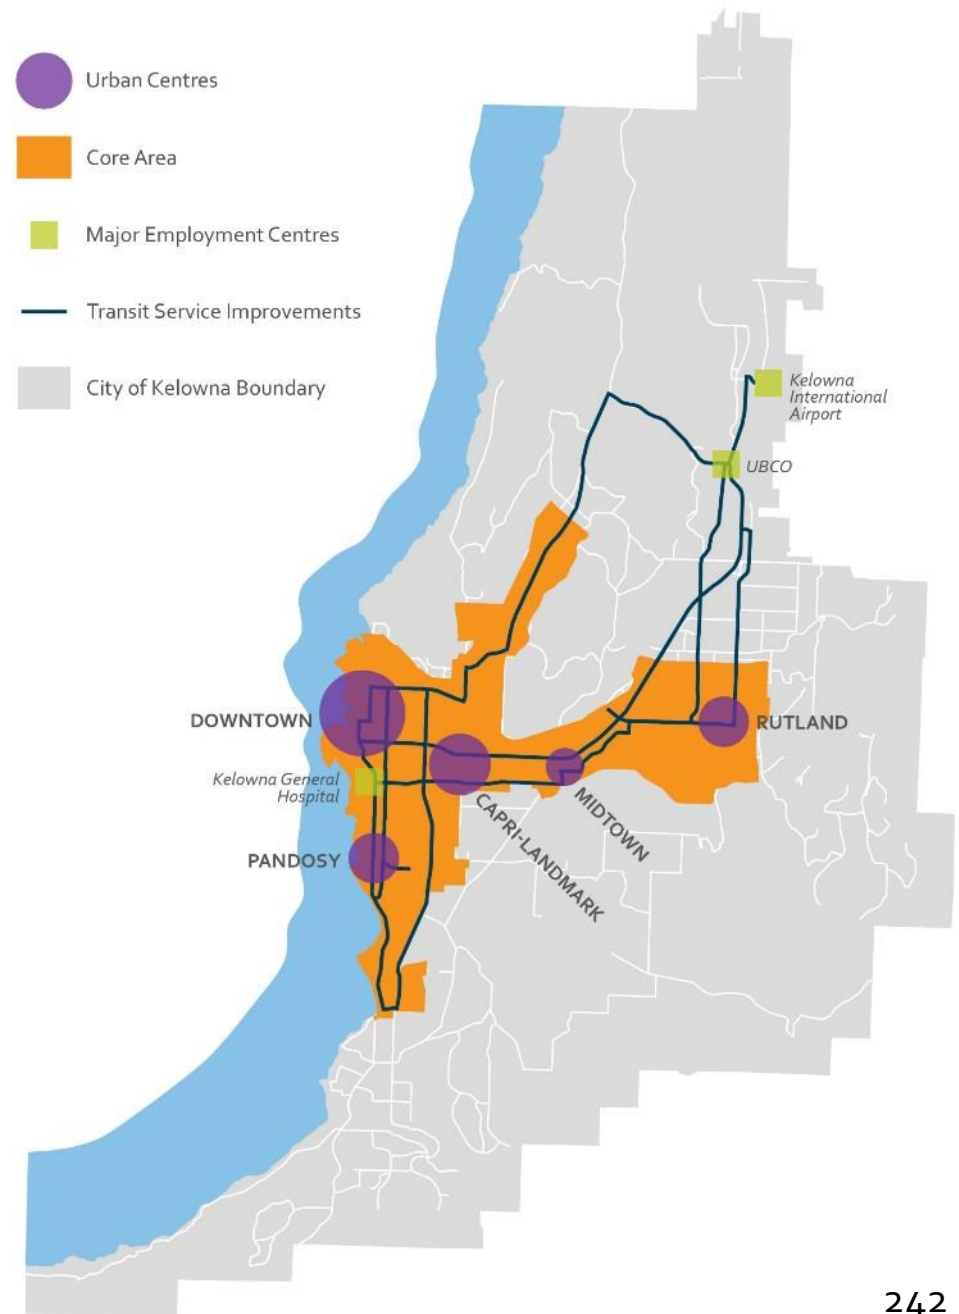 Urban Centres
Core Area
Major Employment Centres
Transit Service Improvements
City of Kelowna Boundary
Kelowna
International
Airport
UBCO
DOWNTOWN
RUTLAND
Kelowna General
Hospital
MIDTOWN
CAPRI-LANDMARK
PANDOSY
242